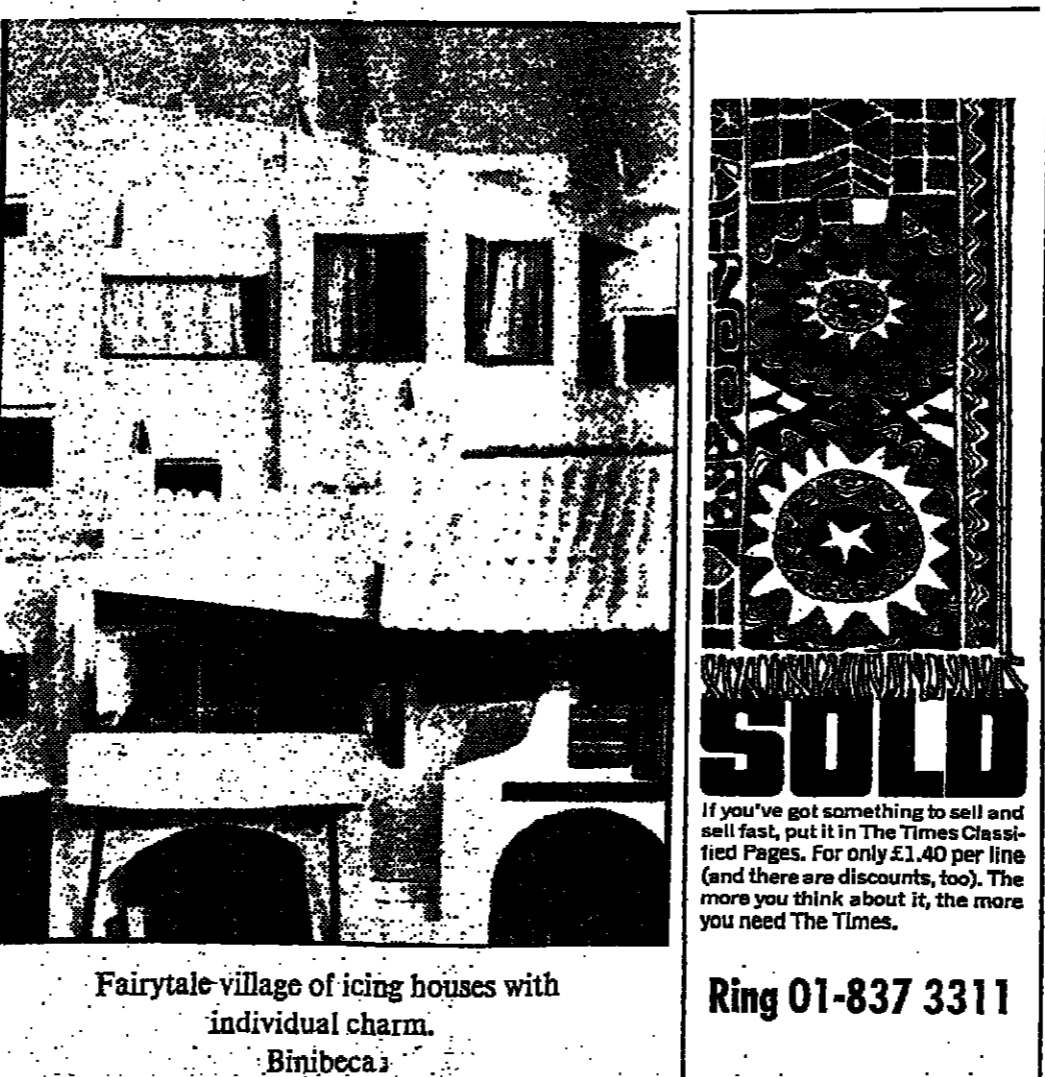 Fairytale village of icing houses with
individual charm.
Binibeca
SOLD
If you've got something to sell and
sell fast, put it in The Times Classi-
fied Pages. For only £1.40 per line
(and there are discounts, too). The
more you think about it, the more
you need The Times.
Ring 01-837 3311